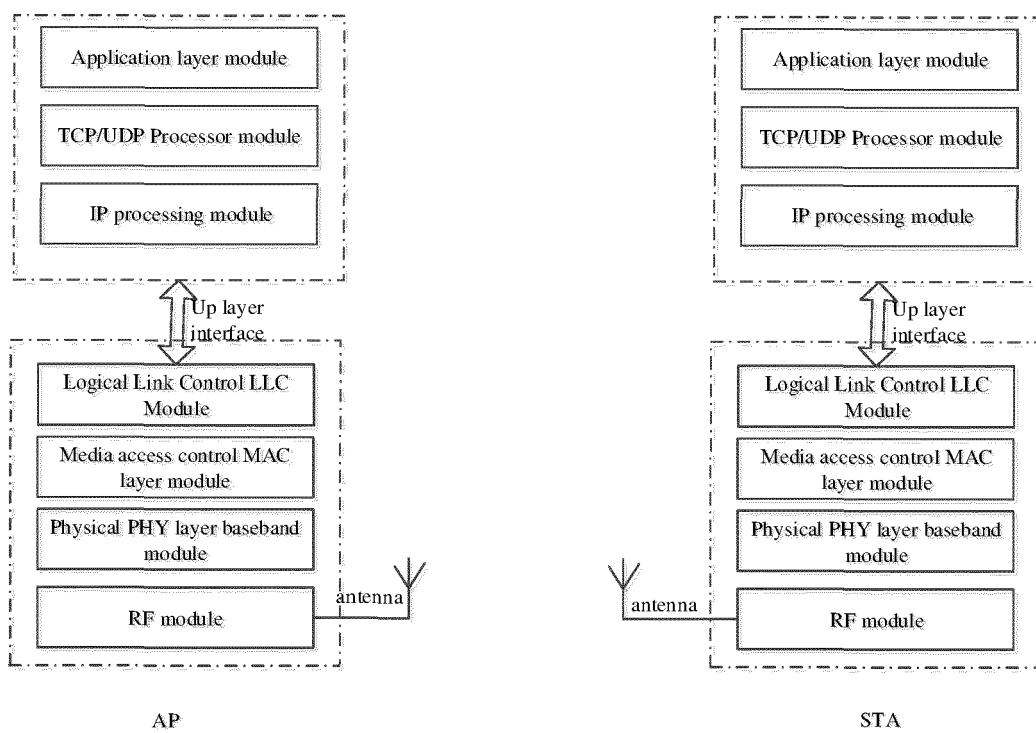 Application layer module
TCP/UDP Processor module
IP processing module
Up layer
interface
Logical Link Control LLC
Module
Media access control MAC
layer module
Physical PHY layer baseband
module
RF module
antenna
AP
Application layer module
TCP/UDP Processor module
IP processing module
Up layer
interface
Logical Link Control LLC
Module
Media access control MAC
layer module
Physical PHY layer baseband
module
RF module
antenna
STA